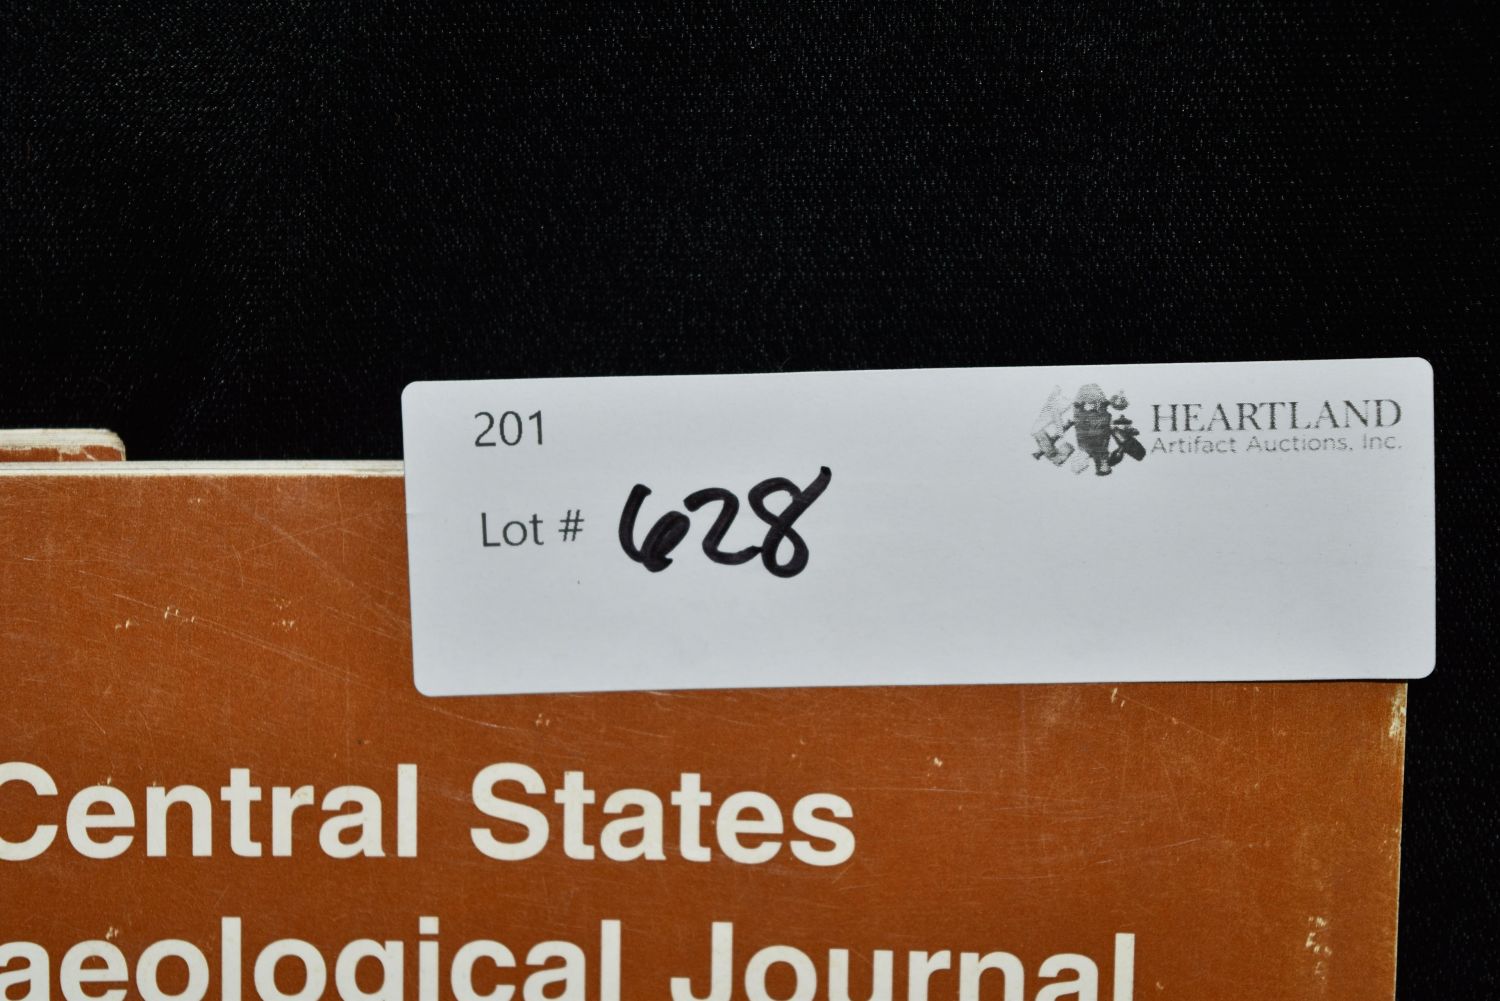 201
HEARTLAND
Artifact Auctions, Inc.
Lot # 628
Central States
aeological Journal